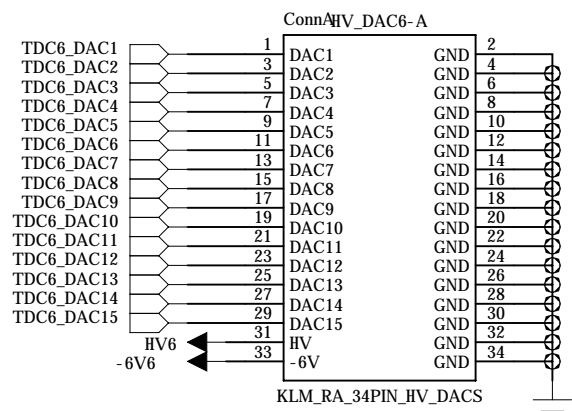 ConnA HV_DAC6-A
TDC6_DAC1 1 DAC1 GND 2
TDC6_DAC2 3 DAC2 GND 4
TDC6_DAC3 5 DAC3 GND 6
TDC6_DAC4 7 DAC4 GND 8
TDC6_DAC5 9 DAC5 GND 10
TDC6_DAC6 11 DAC6 GND 12
TDC6_DAC7 13 DAC7 GND 14
TDC6_DAC8 15 DAC8 GND 16
TDC6_DAC9 17 DAC9 GND 18
TDC6_DAC10 19 DAC10 GND 20
TDC6_DAC11 21 DAC11 GND 22
TDC6_DAC12 23 DAC12 GND 24
TDC6_DAC13 25 DAC13 GND 26
TDC6_DAC14 27 DAC14 GND 28
TDC6_DAC15 29 DAC15 GND 30
HV6 31 HV GND 32
-6V6 33 -6V GND 34
KLM_RA_34PIN_HV_DACS